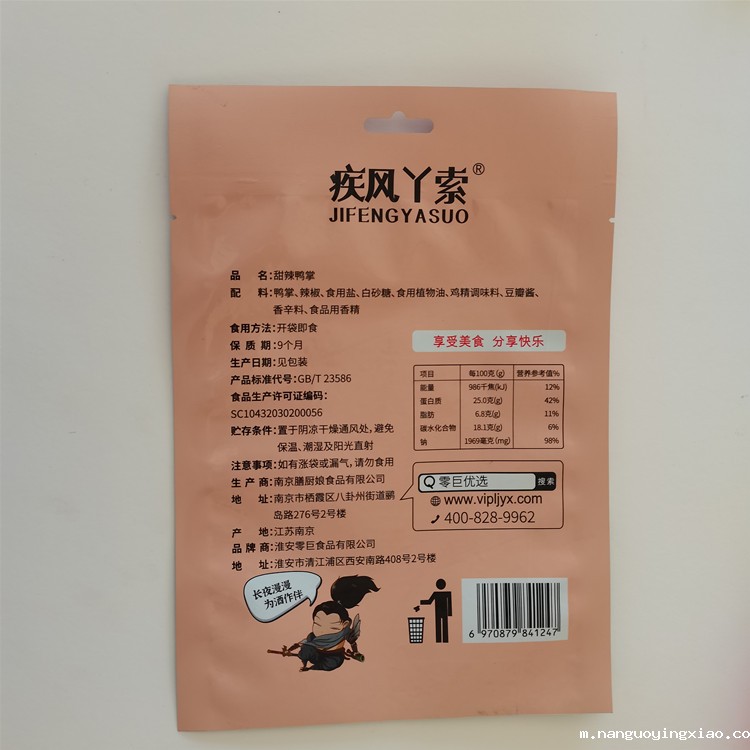 疾风丫索®
JIFENGYASUO
品 名:甜辣鸭掌
配 料:鸭掌、辣椒、食用盐、白砂糖、食用植物油、鸡精调味料、豆瓣酱、
香辛料、食品用香精
食用方法:开袋即食
保 质 期:9个月
生产日期:见包装
产品标准代号:GB/T 23586
食品生产许可证编码:
SC10432030200056
贮存条件:置于阴凉干燥通风处,避免
保温、潮湿及阳光直射
注意事项:如有涨袋或漏气,请勿食用
生 产 商:南京膳厨娘食品有限公司
地 址:南京市栖霞区八卦州街道鹂
岛路276号2号楼
产 地:江苏南京
品 牌 商:淮安零巨食品有限公司
地 址:淮安市清江浦区西安南路408号2号楼
享受美食 分享快乐
项目 每100克(g) 营养参考值%
能量 986千焦(kJ) 12%
蛋白质 25.0克(g) 42%
脂肪 6.8克(g) 11%
碳水化合物 18.1克(g) 6%
钠 1969毫克(mg) 98%
零巨优选 搜索
www.vipljyx.com
400-828-9962
长夜漫漫
为酒作伴
6 970879 841247
m.nanguoyingxiao.co